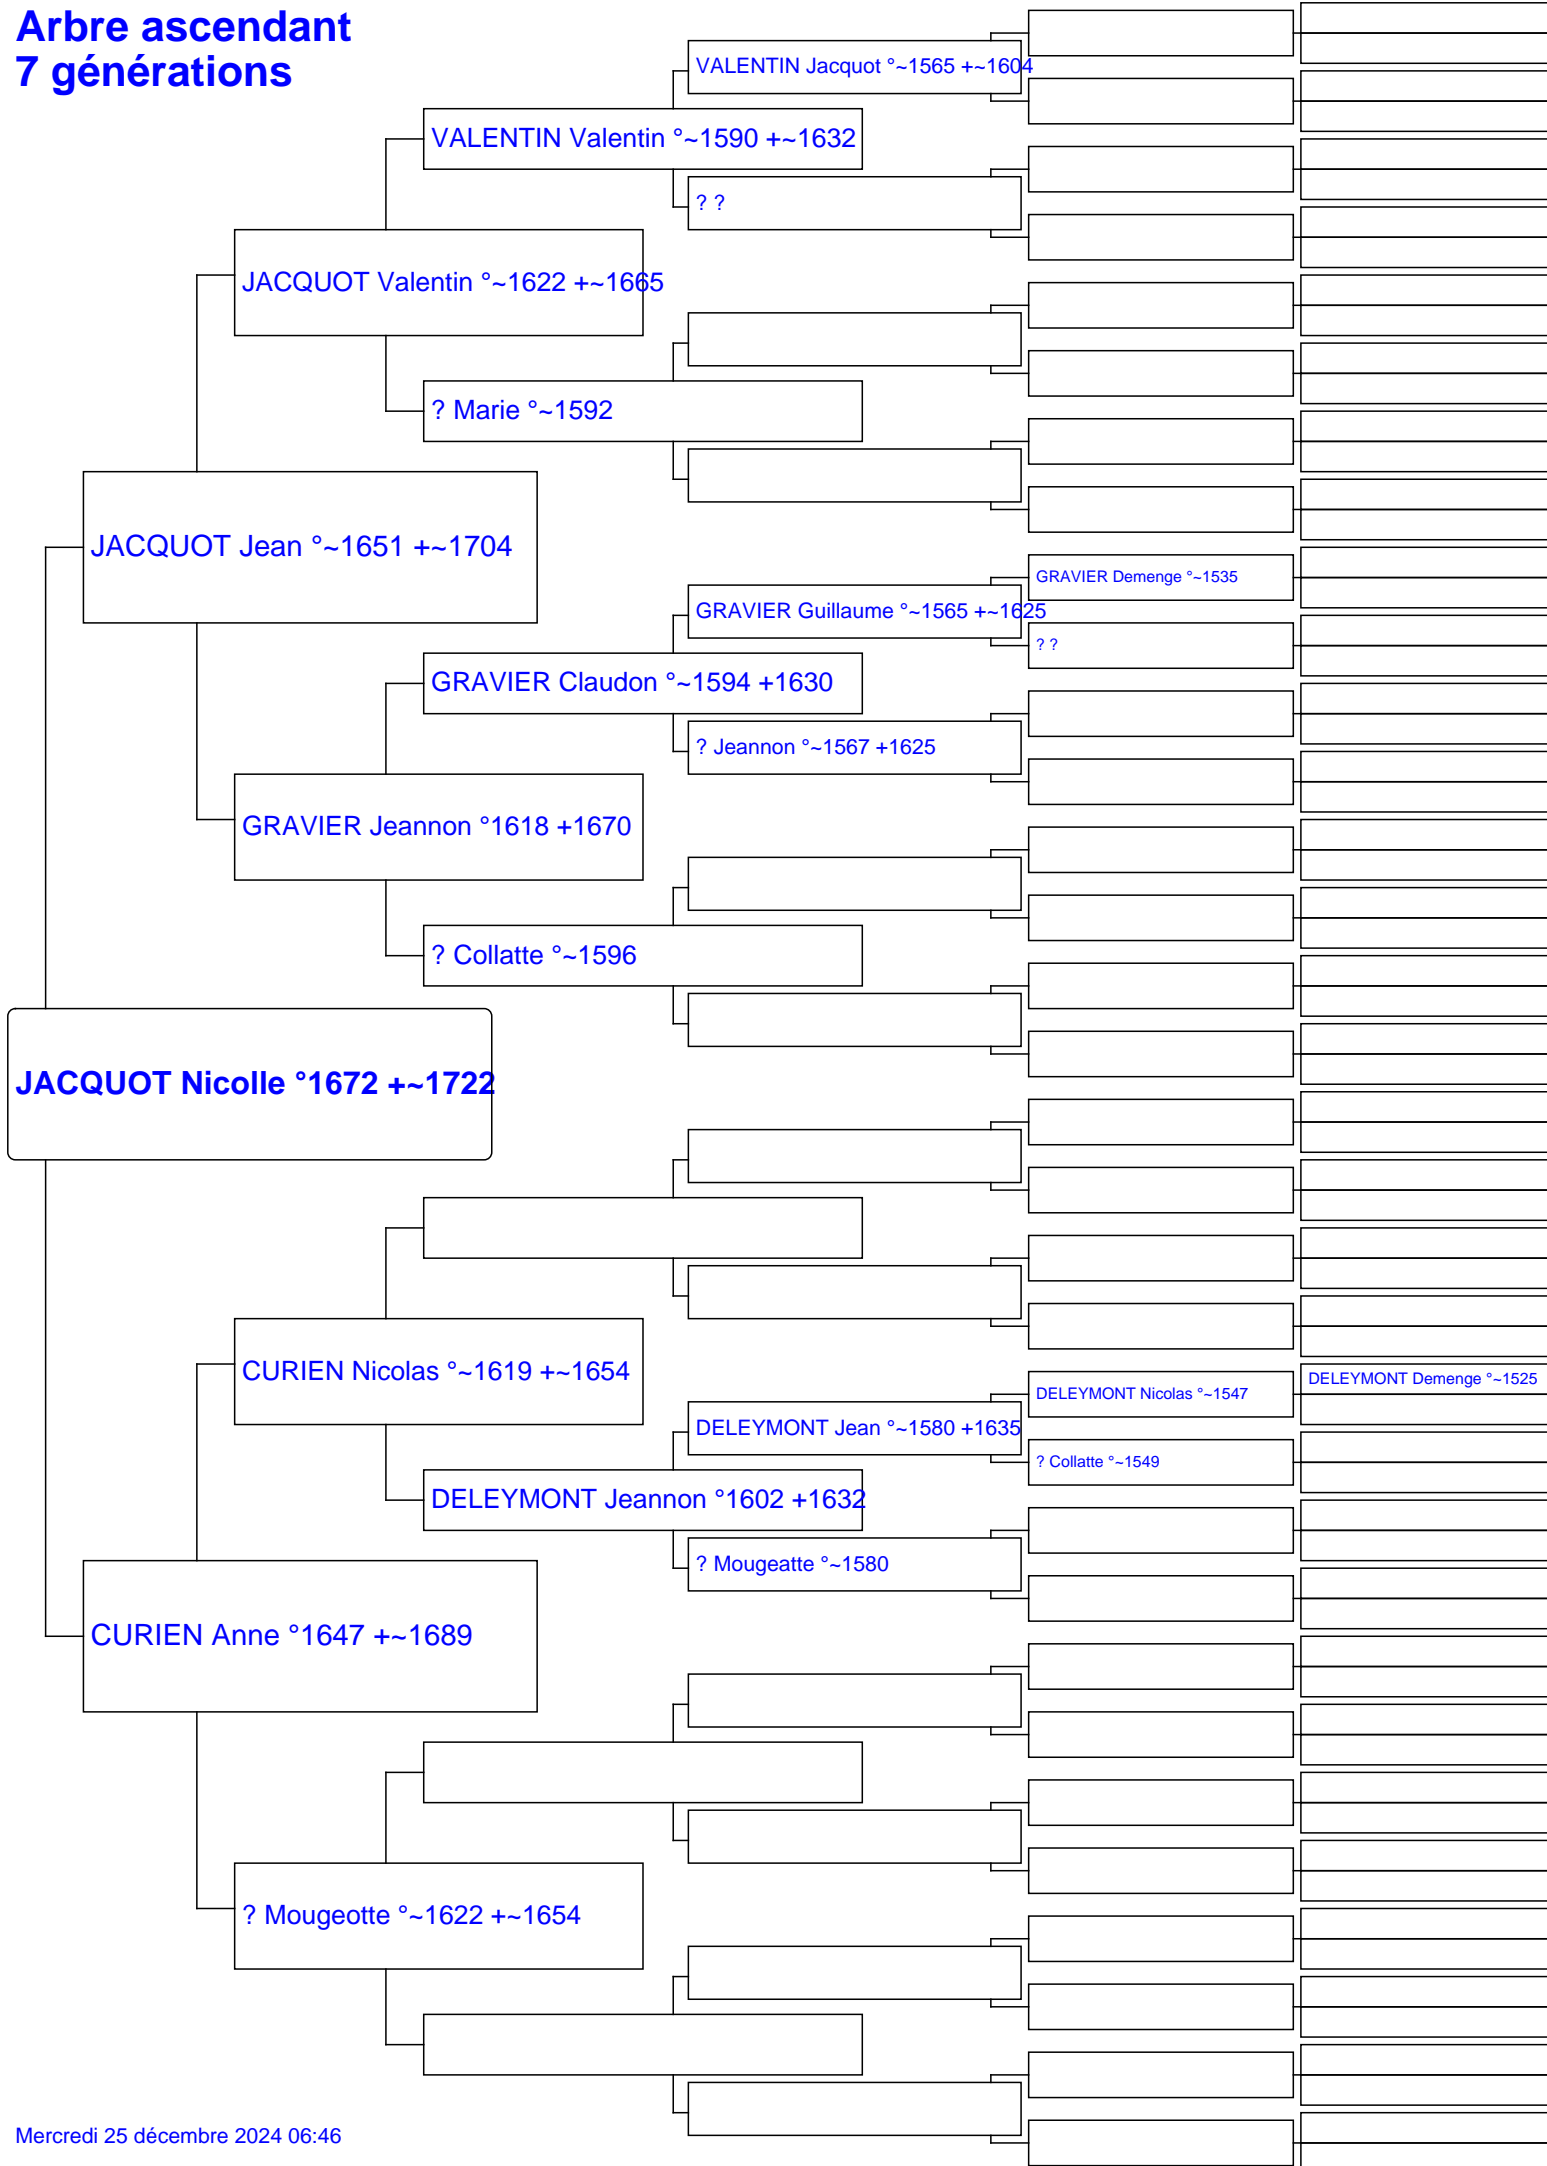 Arbre ascendant
7 générations
VALENTIN Jacquot °~1565 +~1604
VALENTIN Valentin °~1590 +~1632
? ?
JACQUOT Valentin °~1622 +~1665
? Marie °~1592
JACQUOT Jean °~1651 +~1704
GRAVIER Demenge °~1535
GRAVIER Guillaume °~1565 +~1625
? ?
GRAVIER Claudon °~1594 +1630
? Jeannon °~1567 +1625
GRAVIER Jeannon °1618 +1670
? Collatte °~1596
JACQUOT Nicolle °1672 +~1722
CURIEN Nicolas °~1619 +~1654
DELEYMONT Demenge °~1525
DELEYMONT Nicolas °~1547
DELEYMONT Jean °~1580 +1635
? Collatte °~1549
DELEYMONT Jeannon °1602 +1632
? Mougeatte °~1580
CURIEN Anne °1647 +~1689
? Mougeotte °~1622 +~1654
Mercredi 25 décembre 2024 06:46